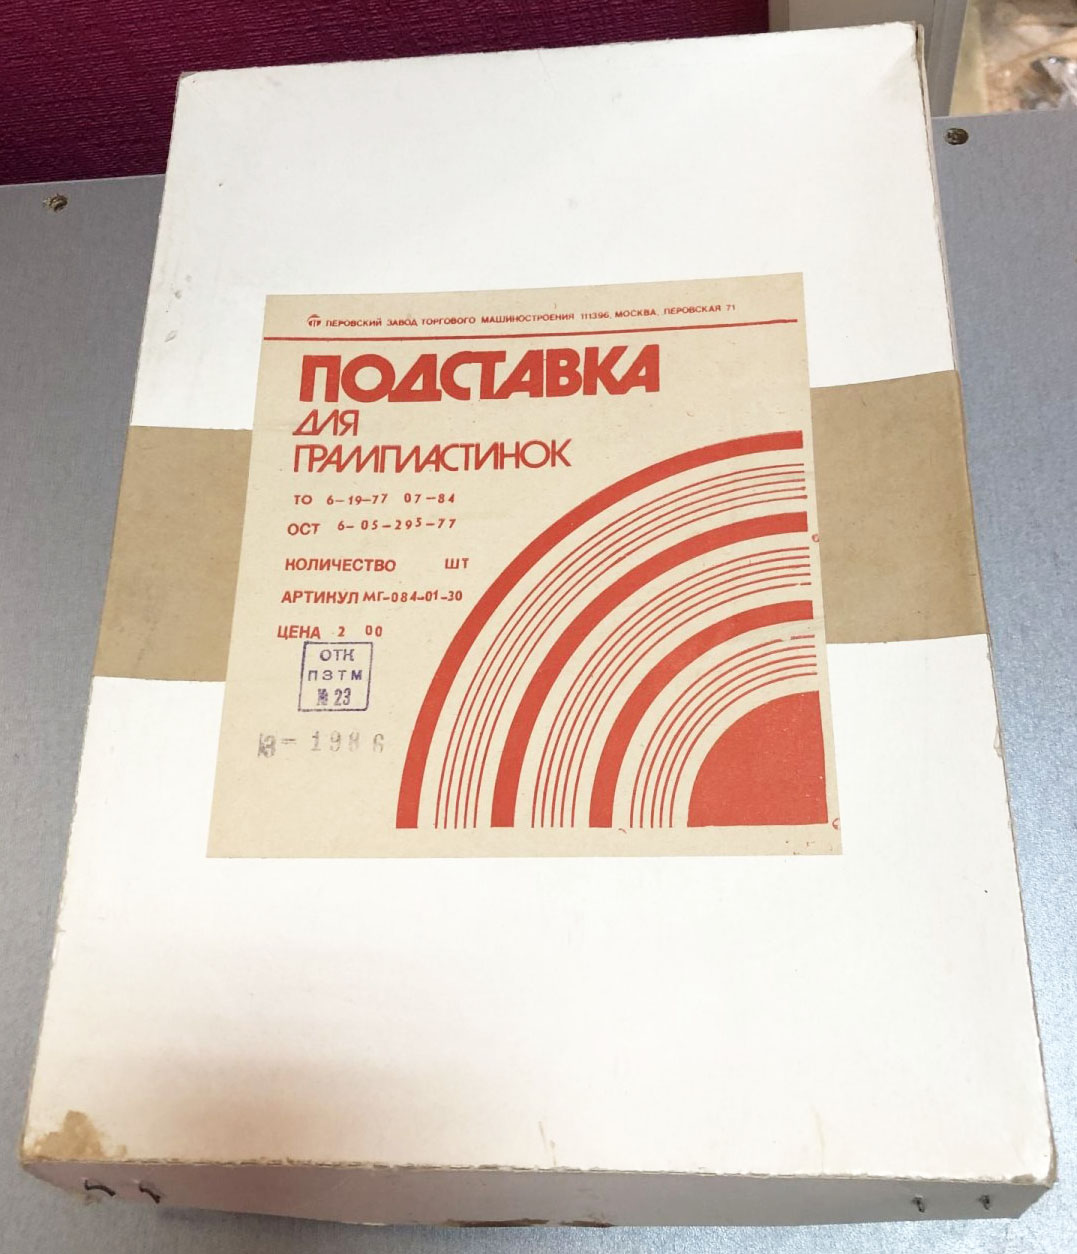 ПЕРОВСКИЙ ЗАВОД ТОРГОВОГО МАШИНОСТРОЕНИЯ 111396, МОСКВА, ПЕРОВСКАЯ 71
ПОДСТАВКА
ДЛЯ
ГРАМПЛАСТИНОК
ТО 6-19-77 07-84
ОСТ 6-05-295-77
КОЛИЧЕСТВО ШТ
АРТИКУЛ МГ-084-01-30
ЦЕНА 2 00
ОТК
ПЗТМ
№ 23
1986